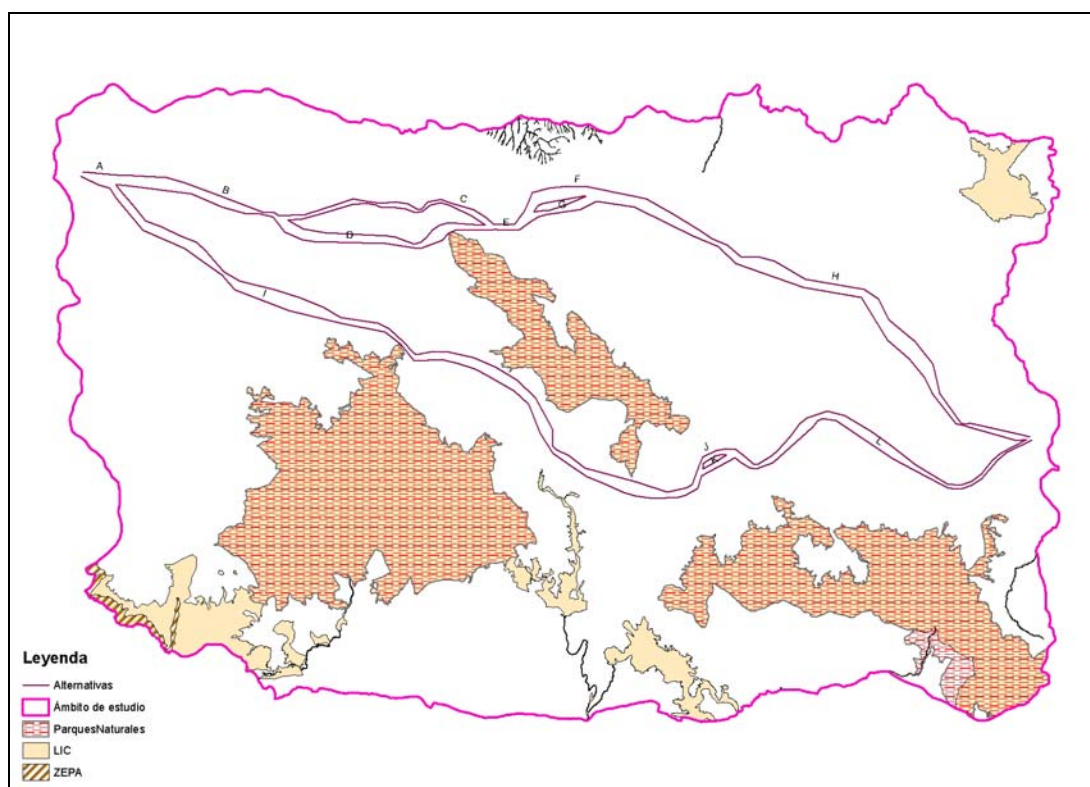 A
B
C
D
E
F
G
H
I
J
K
L
Leyenda
Alternativas
Ámbito de estudio
ParquesNaturales
LIC
ZEPA